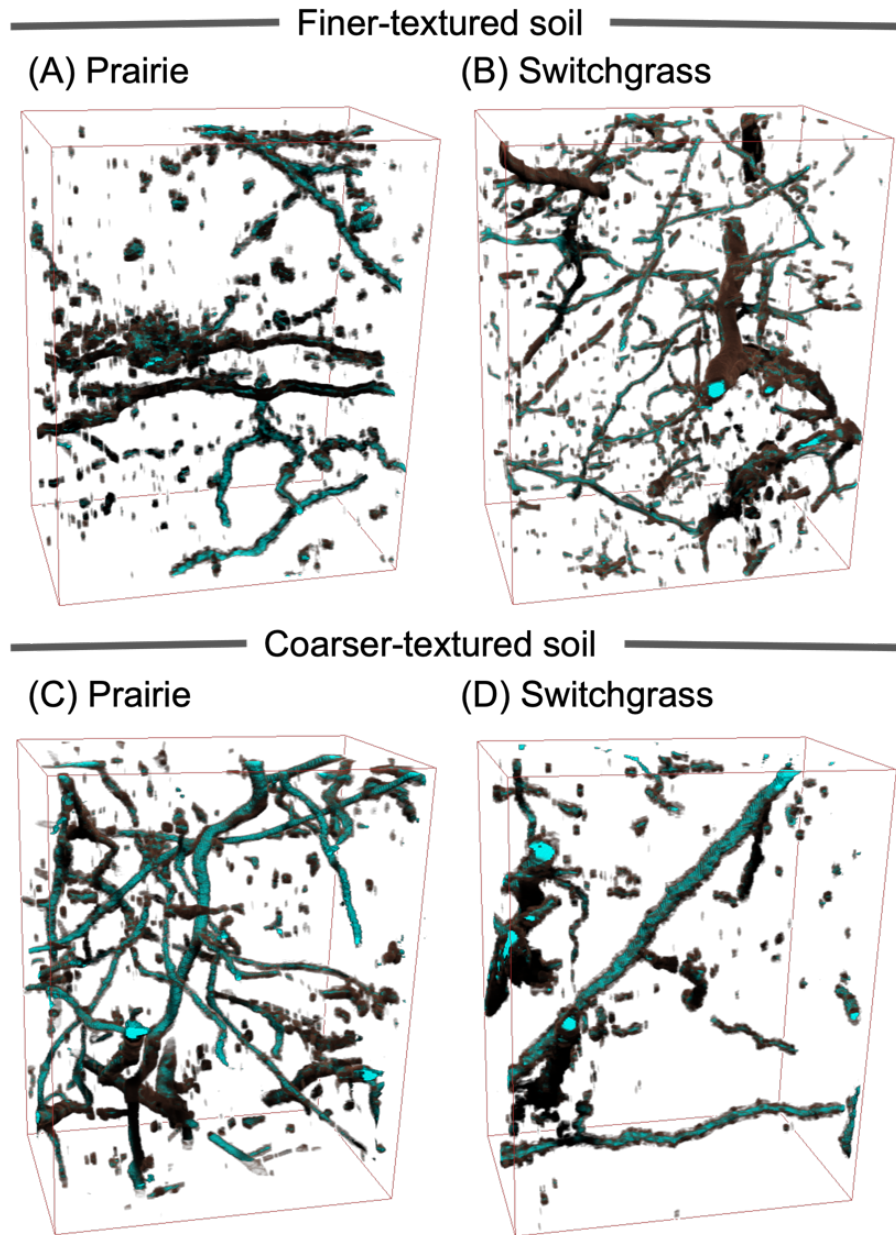 Finer-textured soil
(A) Prairie
(B) Switchgrass
Coarser-textured soil
(C) Prairie
(D) Switchgrass